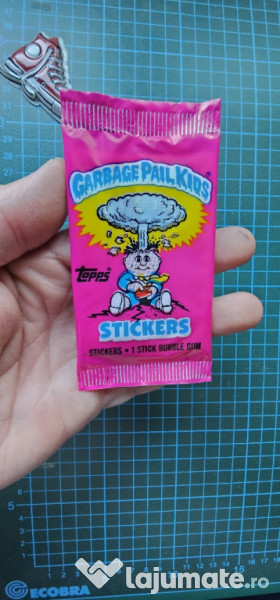 GARBAGE PAIL KIDS
topps
STICKERS
STICKERS • 1 STICK BUBBLE GUM
ECOBRA
lajumate.ro